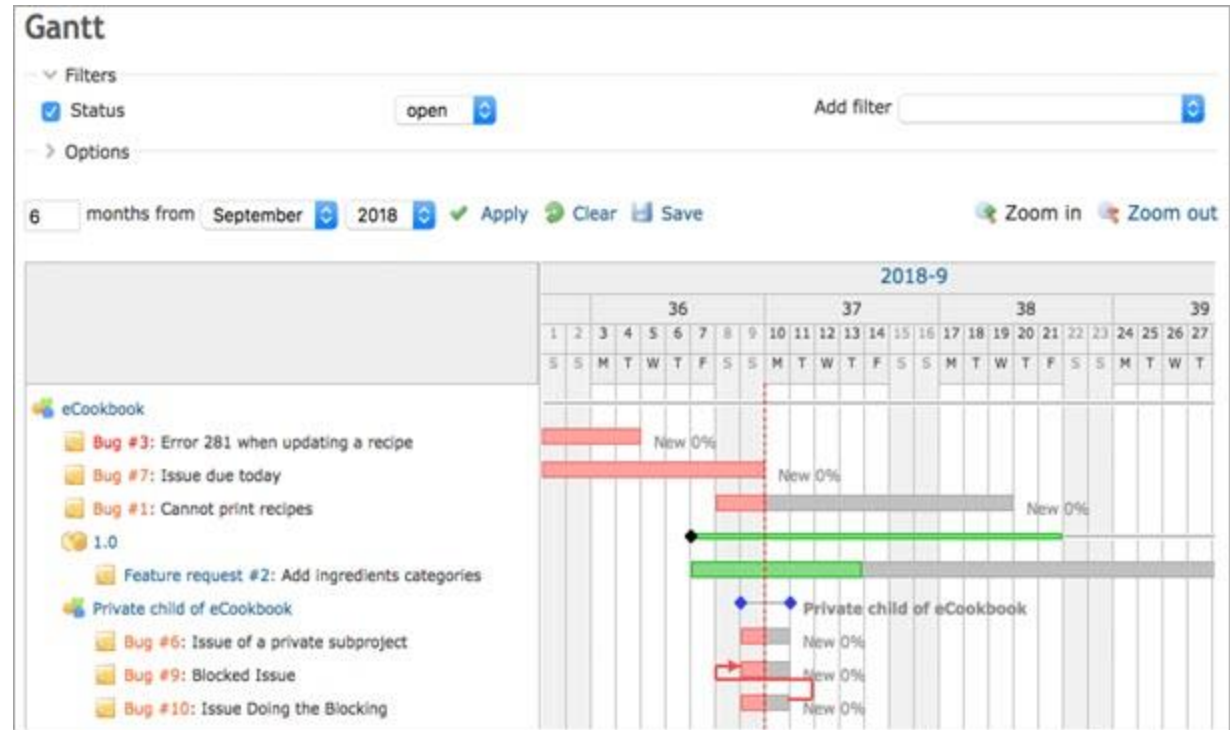 Gantt
Filters
Status open Add filter
Options
6 months from September 2018 Apply Clear Save Zoom in Zoom out
2018-9
36 37 38 39
1 2 3 4 5 6 7 8 9 10 11 12 13 14 15 16 17 18 19 20 21 22 23 24 25 26 27
S S M T W T F S S M T W T F S S M T W T F S S M T W T
eCookbook
Bug #3: Error 281 when updating a recipe New 0%
Bug #7: Issue due today New 0%
Bug #1: Cannot print recipes New 0%
1.0
Feature request #2: Add ingredients categories
Private child of eCookbook Private child of eCookbook
Bug #6: Issue of a private subproject New 0%
Bug #9: Blocked Issue New 0%
Bug #10: Issue Doing the Blocking New 0%